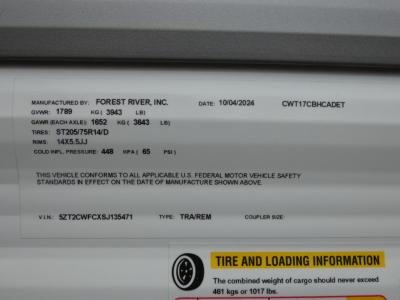 MANUFACTURED BY: FOREST RIVER, INC. DATE: 10/04/2024 CWT17CBHCADET
GVWR: 1789 KG ( 3943 LB)
GAWR (EACH AXLE): 1652 KG ( 3643 LB)
TIRES: ST205/75R14/D
RIMS: 14X5.5JJ
COLD INFL. PRESSURE: 448 KPA ( 65 PSI )
THIS VEHICLE CONFORMS TO ALL APPLICABLE U.S. FEDERAL MOTOR VEHICLE SAFETY
STANDARDS IN EFFECT ON THE DATE OF MANUFACTURE SHOWN ABOVE.
V.I.N.: 5ZT2CWFCXSJ135471 TYPE: TRA/REM COUPLER SIZE:
TIRE AND LOADING INFORMATION
The combined weight of cargo should never exceed
461 kgs or 1017 lbs.